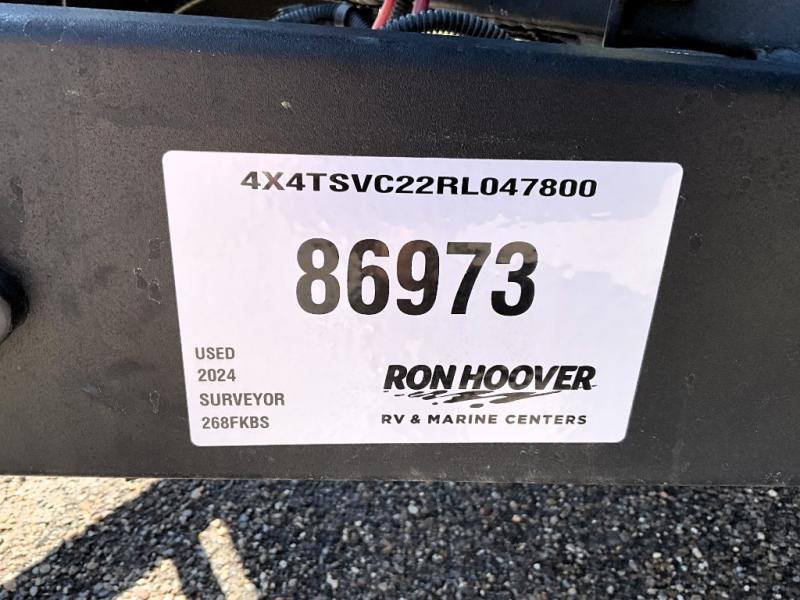 4X4TSVC22RL047800
86973
USED
2024
SURVEYOR
268FKBS
RON HOOVER
RV & MARINE CENTERS